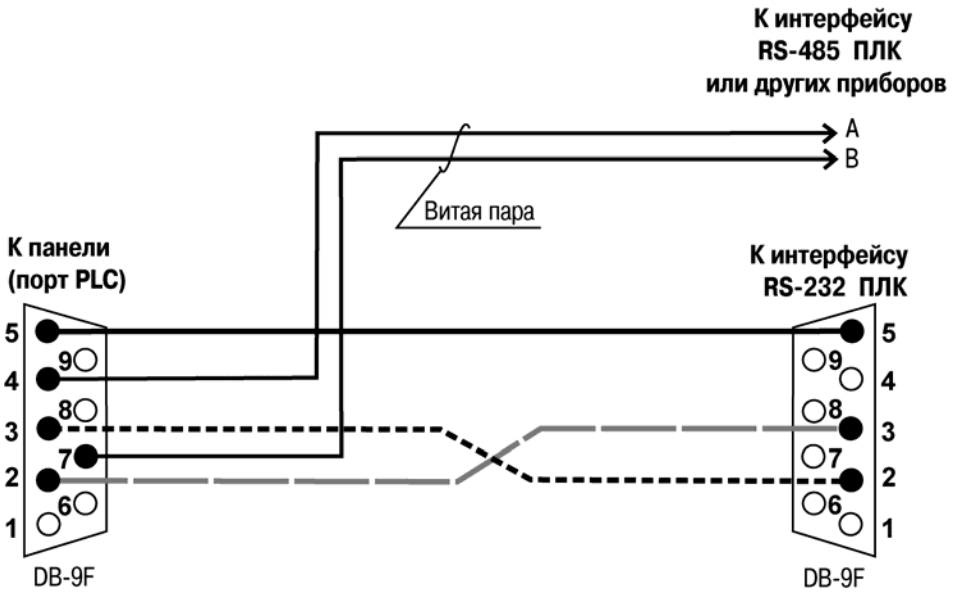 К интерфейсу
RS-485 ПЛК
или других приборов
A
B
Витая пара
К панели
(порт PLC)
К интерфейсу
RS-232 ПЛК
5
9
4
8
3
7
2
6
1
DB-9F
5
9
4
8
3
7
2
6
1
DB-9F